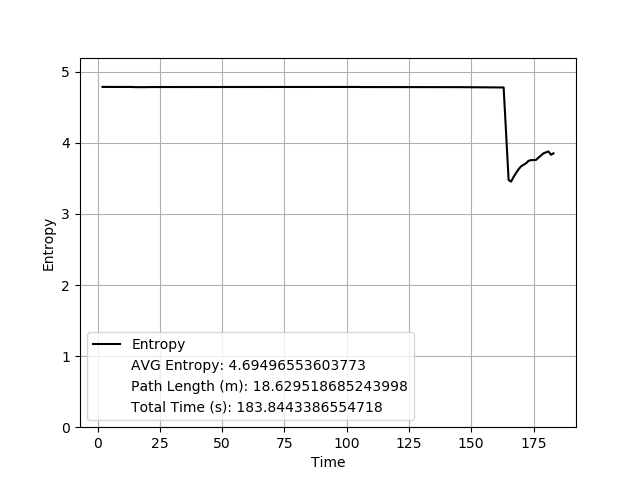 5
4
3
2
1
0
Entropy
Entropy
AVG Entropy: 4.69496553603773
Path Length (m): 18.629518685243998
Total Time (s): 183.8443386554718
0 25 50 75 100 125 150 175
Time